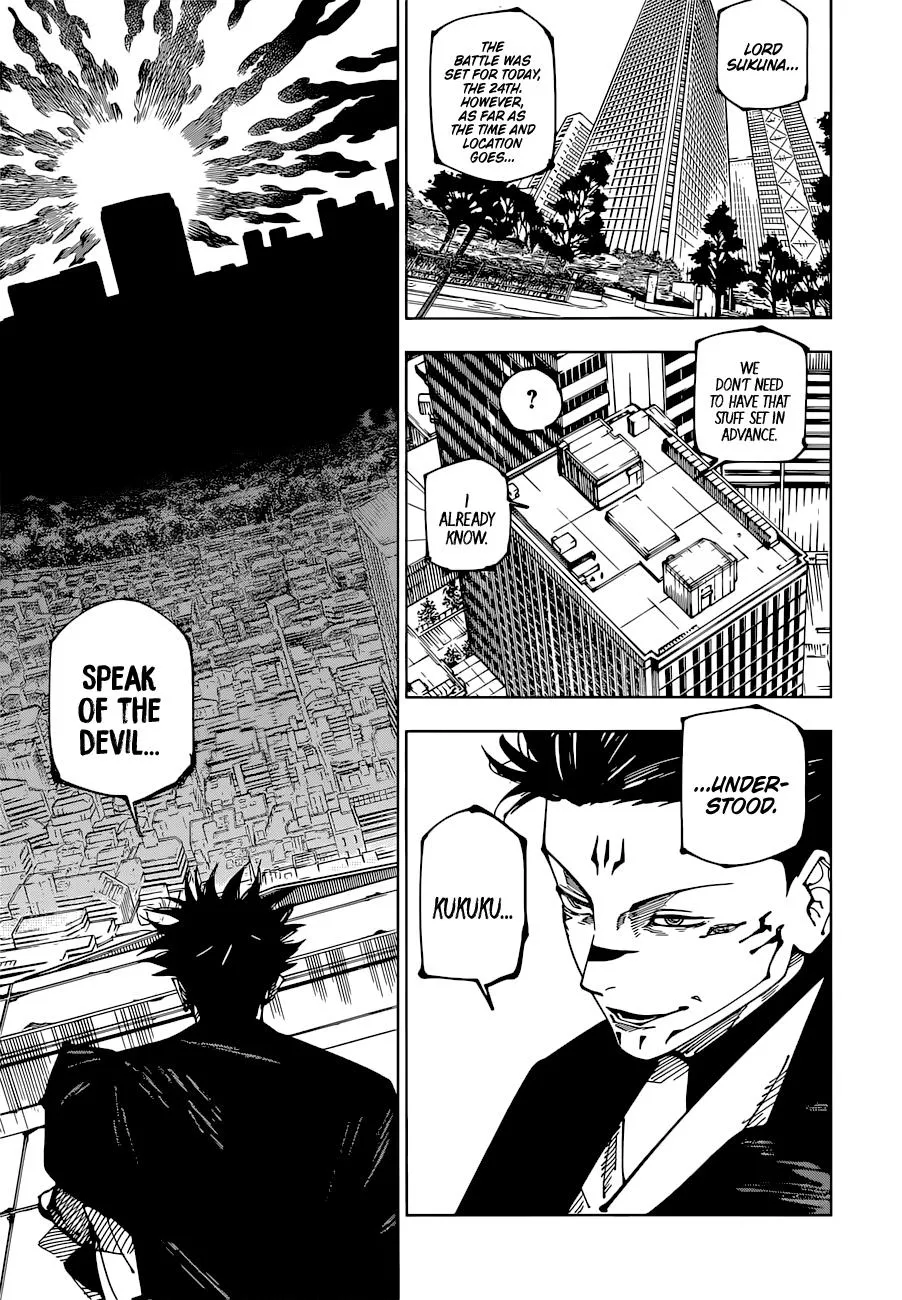 LORD
SUKUNA...
THE
BATTLE WAS
SET FOR TODAY,
THE 24TH.
HOWEVER,
AS FAR AS
THE TIME AND
LOCATION
GOES...
WE
DON'T NEED
TO HAVE THAT
STUFF SET IN
ADVANCE.
?
I
ALREADY
KNOW.
...UNDER-
STOOD.
KUKUKU...
SPEAK
OF THE
DEVIL...